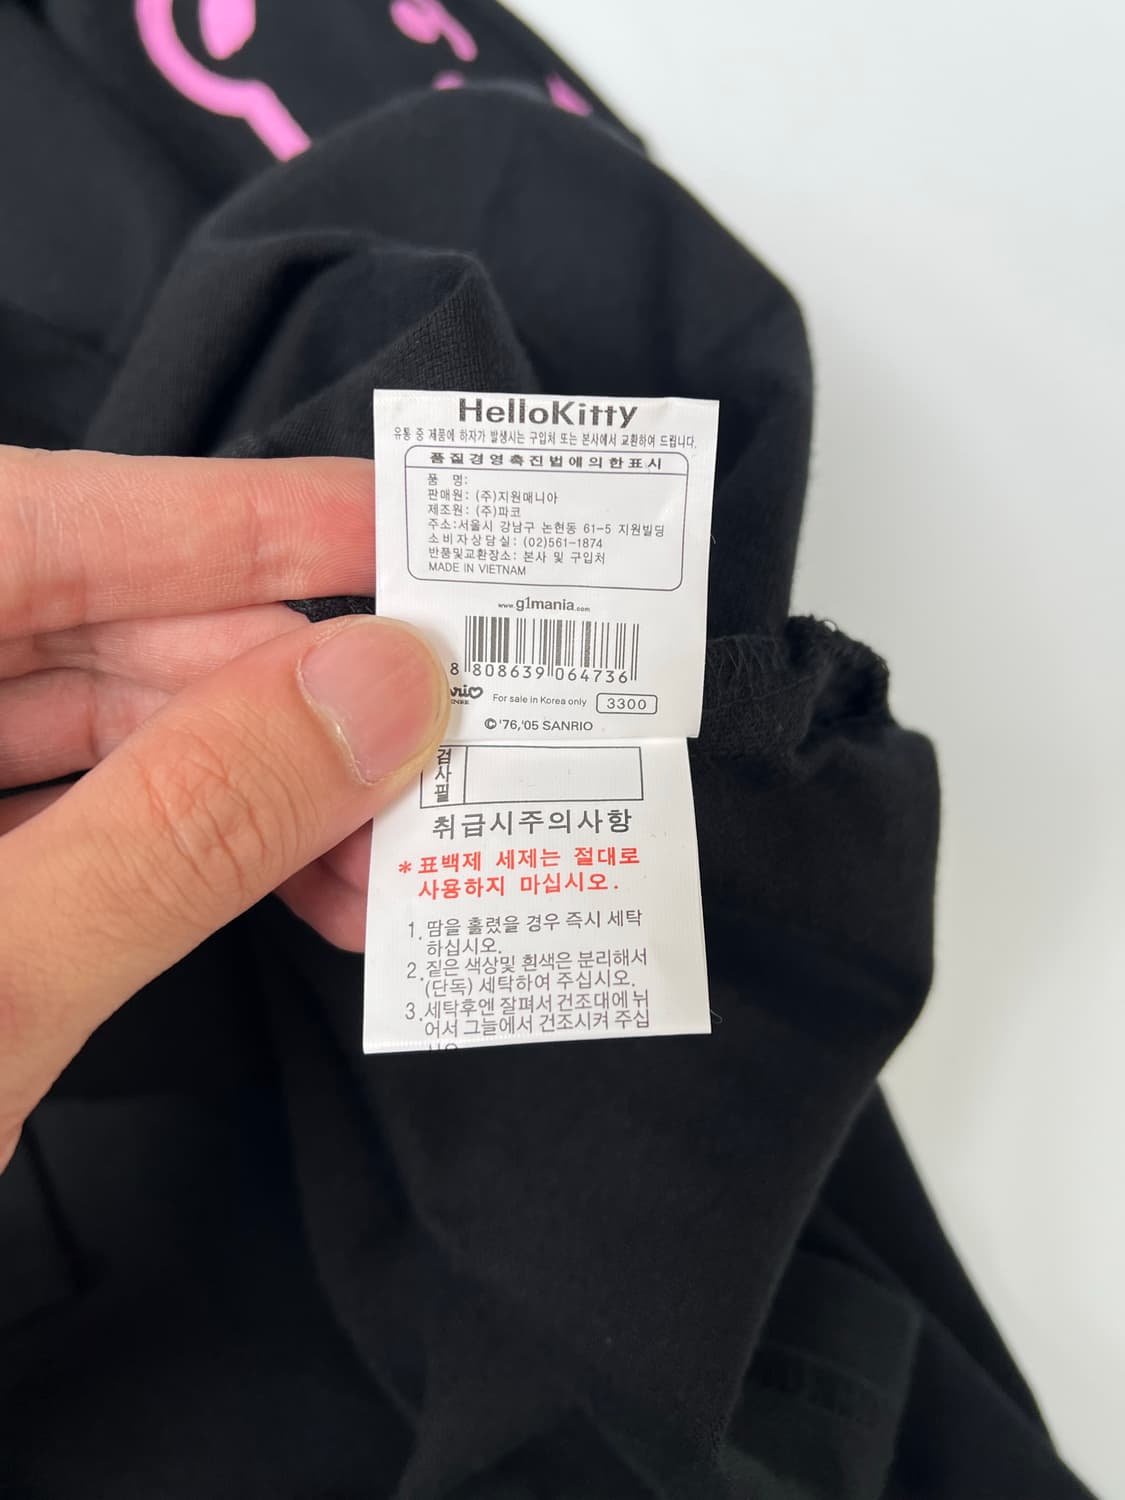 HelloKitty
유통 중 제품에 하자가 발생시는 구입처 또는 본사에서 교환하여 드립니다.
품질경영촉진법에의한표시
품 명:
판매원: (주)지원매니아
제조원: (주)파코
주소:서울시 강남구 논현동 61-5 지원빌딩
소비자상담실: (02)561-1874
반품및교환장소: 본사 및 구입처
MADE IN VIETNAM
www.g1mania.com
8 808639 064736
For sale in Korea only 3300
©'76,'05 SANRIO
검사필
취급시주의사항
*표백제 세제는 절대로
사용하지 마십시오.
1.땀을 흘렸을 경우 즉시 세탁
하십시오.
2.짙은 색상및 흰색은 분리해서
(단독) 세탁하여 주십시오.
3.세탁후엔 잘펴서 건조대에 뉘
어서 그늘에서 건조시켜 주십